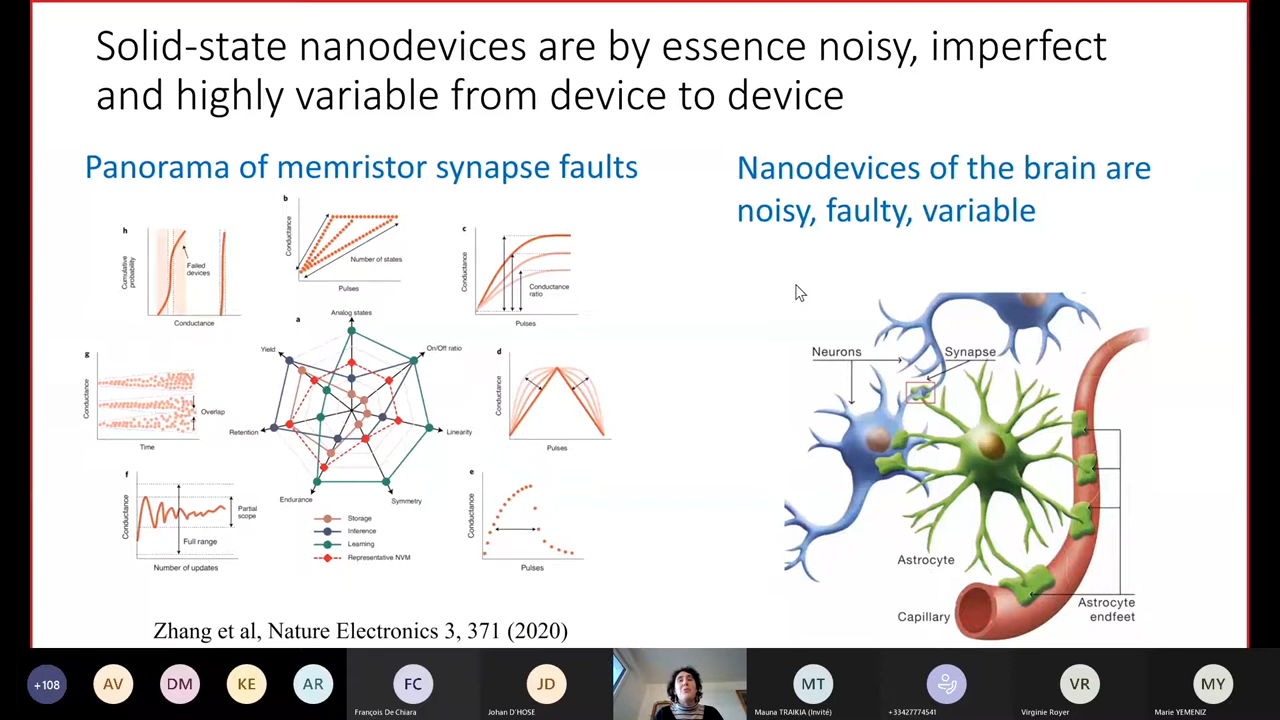 Solid-state nanodevices are by essence noisy, imperfect
and highly variable from device to device
Panorama of memristor synapse faults
h
Cumulative
probability
Failed
devices
Conductance
b
Conductance
Number of states
Pulses
c
Conductance
Conductance
ratio
Pulses
g
Conductance
Overlap
Time
a
Analog states
Yield
On/Off ratio
Retention
Linearity
Endurance
Symmetry
Storage
Inference
Learning
Representative NVM
d
Conductance
Pulses
f
Conductance
Partial
scope
Full range
Number of updates
e
Conductance
Pulses
Zhang et al, Nature Electronics 3, 371 (2020)
Nanodevices of the brain are
noisy, faulty, variable
Neurons
Synapse
Astrocyte
Capillary
Astrocyte
endfeet
+108
AV
DM
KE
AR
FC
François De Chiara
JD
Johan D'HOSE
MT
Mauna TRAIKIA (Invité)
+33427774541
VR
Virginie Royer
MY
Marie YEMENIZ